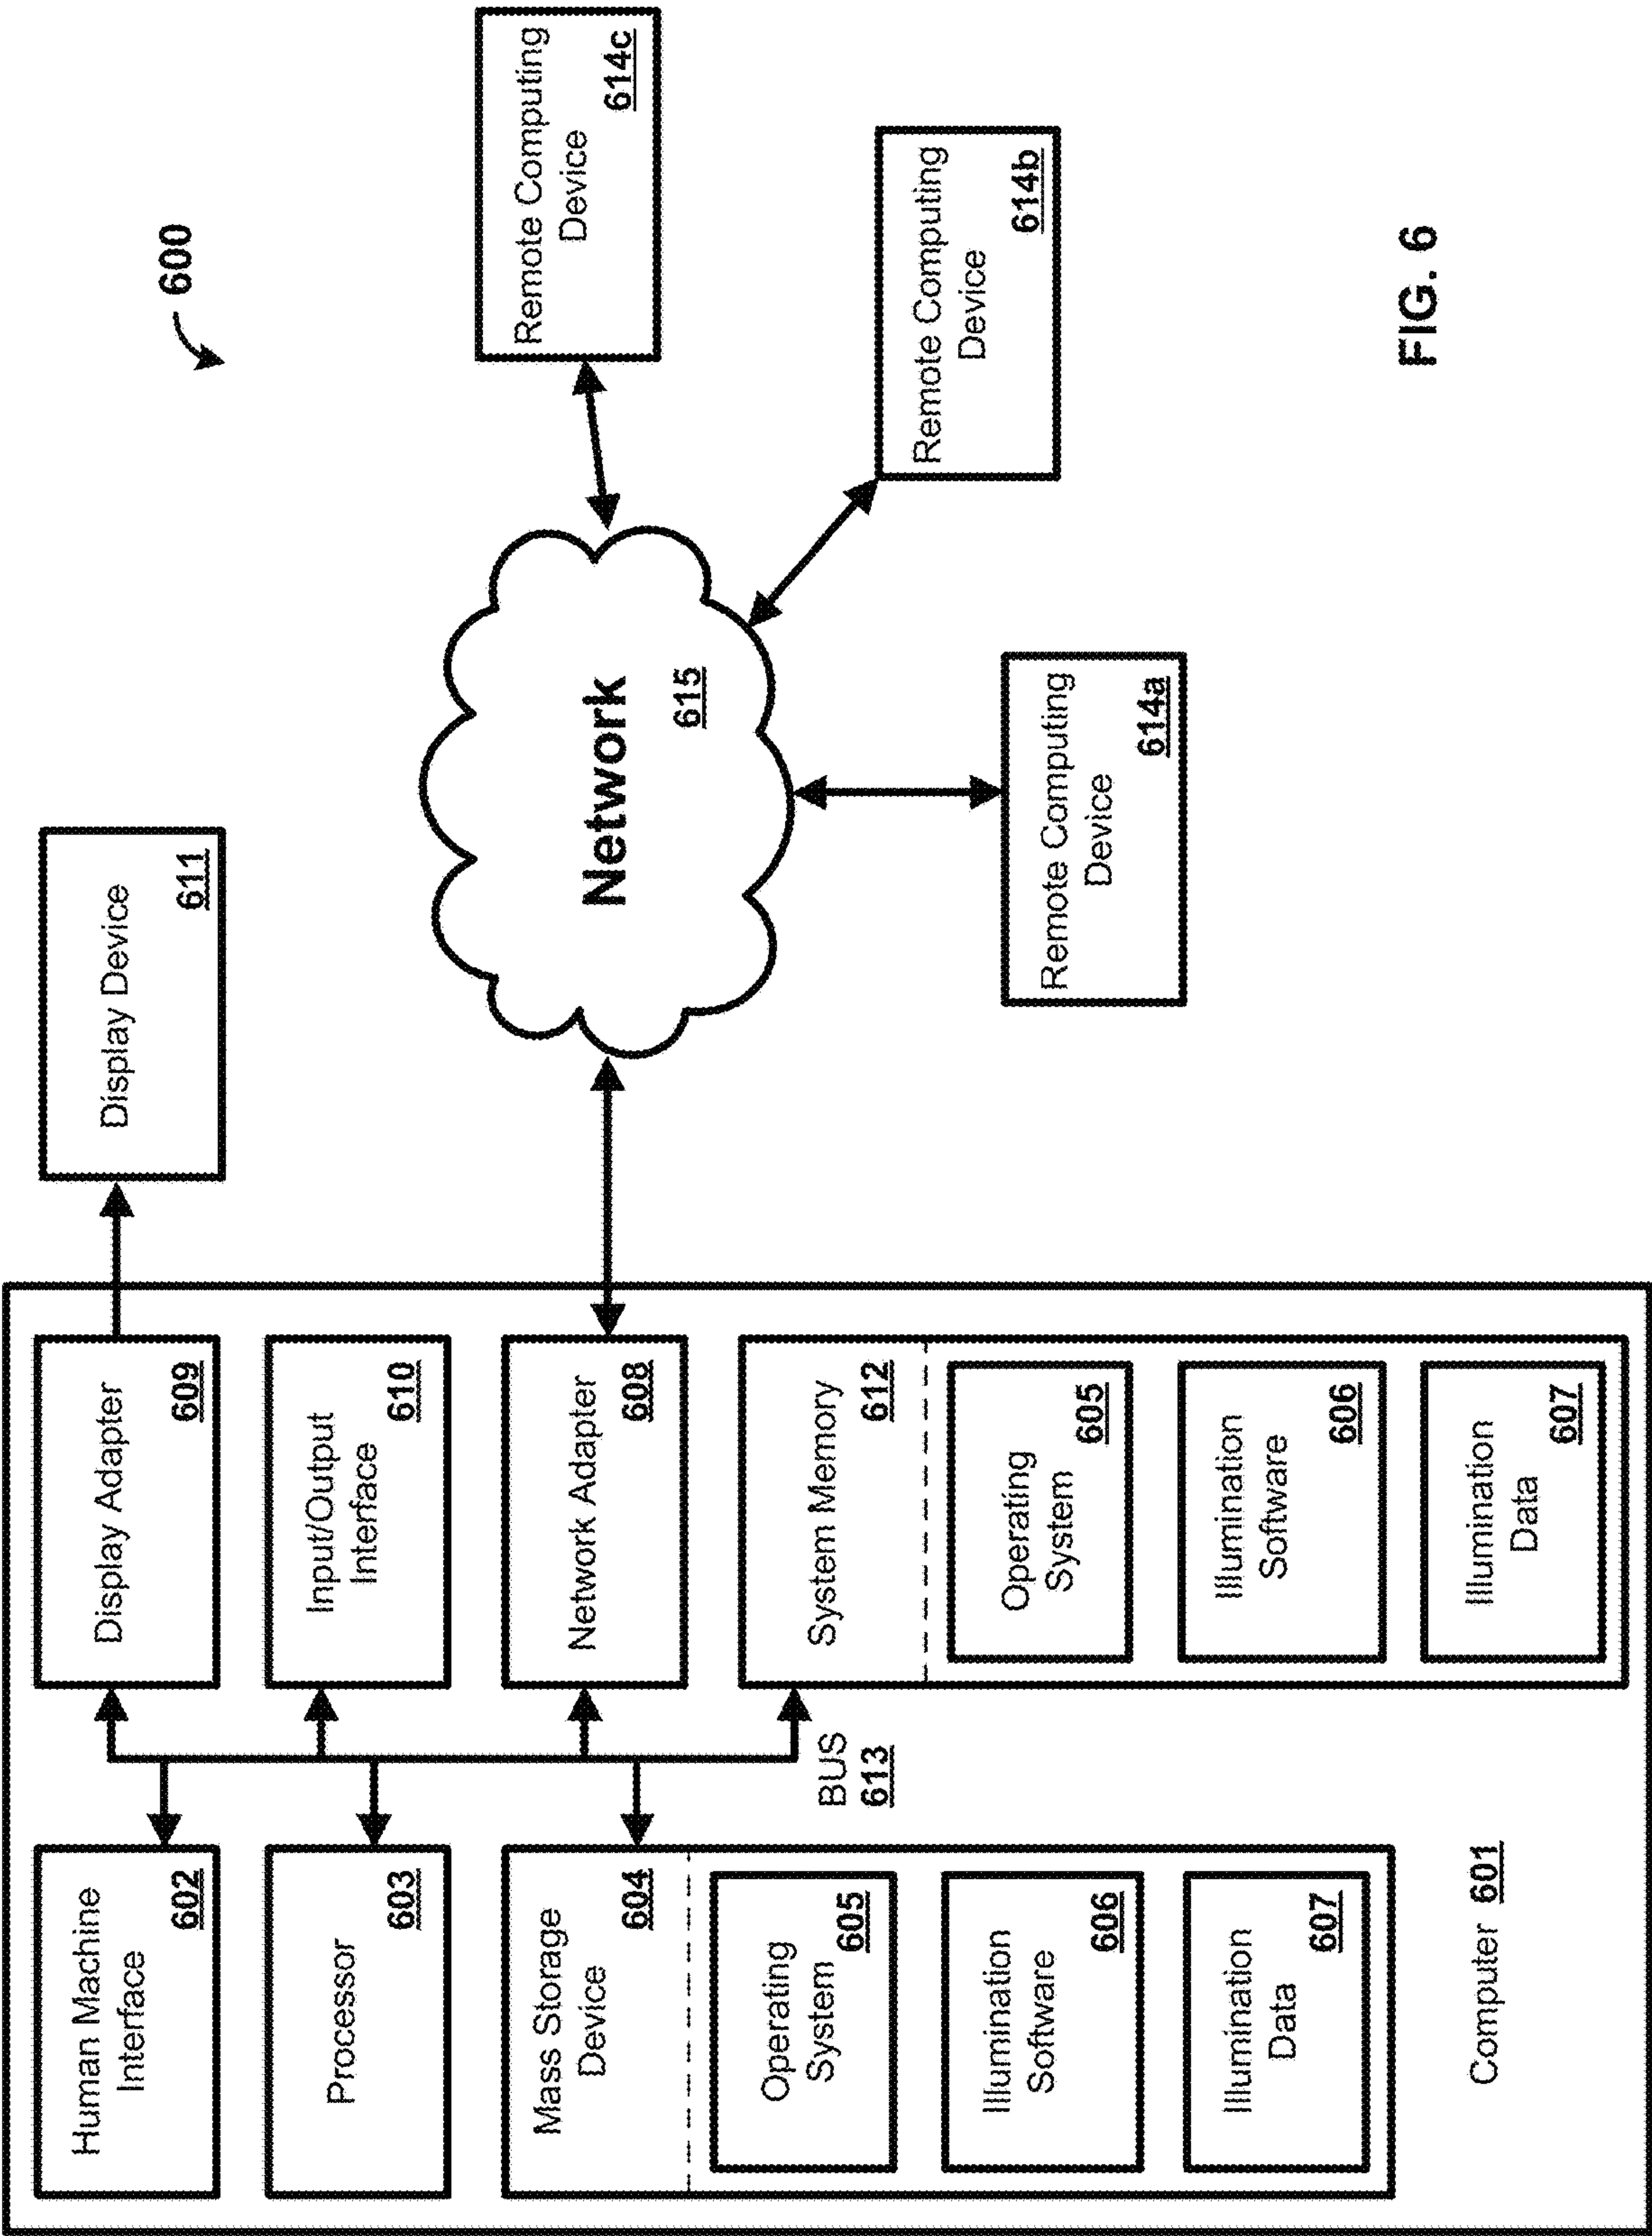 600
Human Machine
Interface
602
Processor
603
Mass Storage
Device
604
Operating
System
605
Illumination
Software
606
Illumination
Data
607
Computer 601
BUS
613
Display Adapter
609
Input/Output
Interface
610
Network Adapter
608
System Memory
612
Operating
System
605
Illumination
Software
606
Illumination
Data
607
Display Device
611
Network
615
Remote Computing
Device
614a
Remote Computing
Device
614b
Remote Computing
Device
614c
FIG. 6